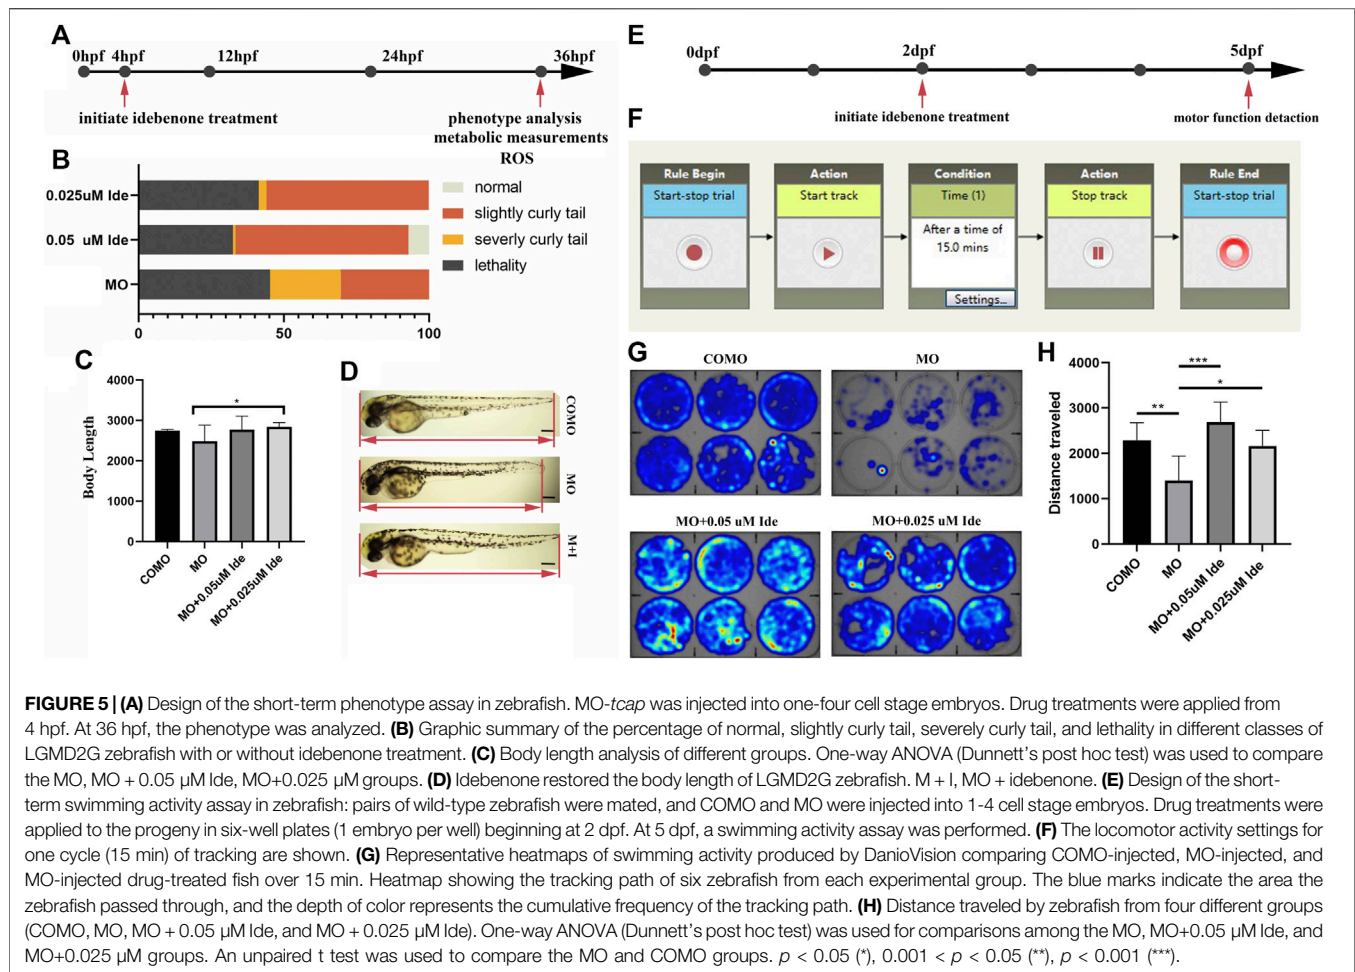 A
0hpf 4hpf 12hpf 24hpf 36hpf
initiate idebenone treatment
phenotype analysis
metabolic measurements
ROS
B
0.025uM Ide
0.05 uM Ide
MO
0 50 100
normal
slightly curly tail
severly curly tail
lethality
C
Body Length
4000
3000
2000
1000
0
*
COMO
MO
MO+0.05uM Ide
MO+0.025uM Ide
D
COMO
MO
M+I
E
0dpf 2dpf 5dpf
initiate idebenone treatment
motor function detaction
F
Rule Begin
Start-stop trial
Action
Start track
Condition
Time (1)
After a time of
15.0 mins
Settings...
Action
Stop track
Rule End
Start-stop trial
G
COMO
MO
MO+0.05 uM Ide
MO+0.025 uM Ide
H
Distance traveled
4000
3000
2000
1000
0
***
*
**
COMO
MO
MO+0.05uM Ide
MO+0.025uM Ide
FIGURE 5 | (A) Design of the short-term phenotype assay in zebrafish. MO-tcap was injected into one-four cell stage embryos. Drug treatments were applied from
4 hpf. At 36 hpf, the phenotype was analyzed. (B) Graphic summary of the percentage of normal, slightly curly tail, severely curly tail, and lethality in different classes of
LGMD2G zebrafish with or without idebenone treatment. (C) Body length analysis of different groups. One-way ANOVA (Dunnett's post hoc test) was used to compare
the MO, MO + 0.05 µM Ide, MO+0.025 µM groups. (D) Idebenone restored the body length of LGMD2G zebrafish. M + I, MO + idebenone. (E) Design of the short-
term swimming activity assay in zebrafish: pairs of wild-type zebrafish were mated, and COMO and MO were injected into 1-4 cell stage embryos. Drug treatments were
applied to the progeny in six-well plates (1 embryo per well) beginning at 2 dpf. At 5 dpf, a swimming activity assay was performed. (F) The locomotor activity settings for
one cycle (15 min) of tracking are shown. (G) Representative heatmaps of swimming activity produced by DanioVision comparing COMO-injected, MO-injected, and
MO-injected drug-treated fish over 15 min. Heatmap showing the tracking path of six zebrafish from each experimental group. The blue marks indicate the area the
zebrafish passed through, and the depth of color represents the cumulative frequency of the tracking path. (H) Distance traveled by zebrafish from four different groups
(COMO, MO, MO + 0.05 µM Ide, and MO + 0.025 µM Ide). One-way ANOVA (Dunnett's post hoc test) was used for comparisons among the MO, MO+0.05 µM Ide, and
MO+0.025 µM groups. An unpaired t test was used to compare the MO and COMO groups. p < 0.05 (*), 0.001 < p < 0.05 (**), p < 0.001 (***).